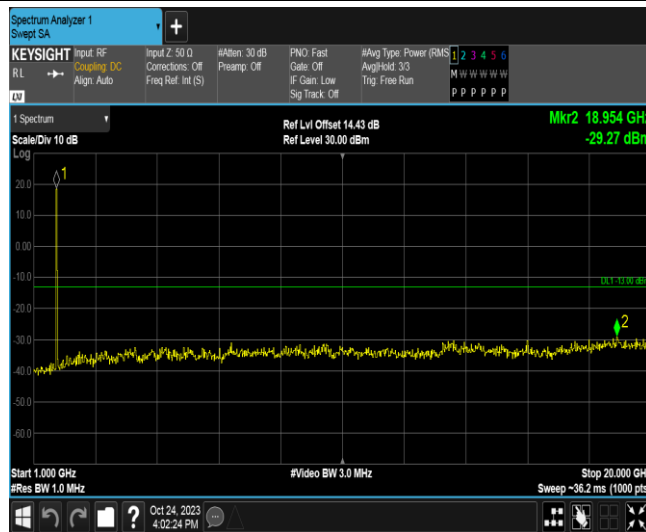 Spectrum Analyzer 1
Swept SA
+
KEYSIGHT
RL
LXI
Input: RF
Coupling: DC
Align: Auto
Input Z: 50 Ω
Corrections: Off
Freq Ref: Int (S)
#Atten: 30 dB
Preamp: Off
PNO: Fast
Gate: Off
IF Gain: Low
Sig Track: Off
#Avg Type: Power (RMS
Avg|Hold: 3/3
Trig: Free Run
1 2 3 4 5 6
M W W W W W
P P P P P P
1 Spectrum
Scale/Div 10 dB
Ref Lvl Offset 14.43 dB
Ref Level 30.00 dBm
Mkr2 18.954 GHz
-29.27 dBm
Log
1
20.0
10.0
0.00
-10.0
DL1 -13.00 dBm
-20.0
2
-30.0
-40.0
-50.0
-60.0
Start 1.000 GHz
#Video BW 3.0 MHz
Stop 20.000 GHz
#Res BW 1.0 MHz
Sweep ~36.2 ms (1000 pts
?
Oct 24, 2023
4:02:24 PM